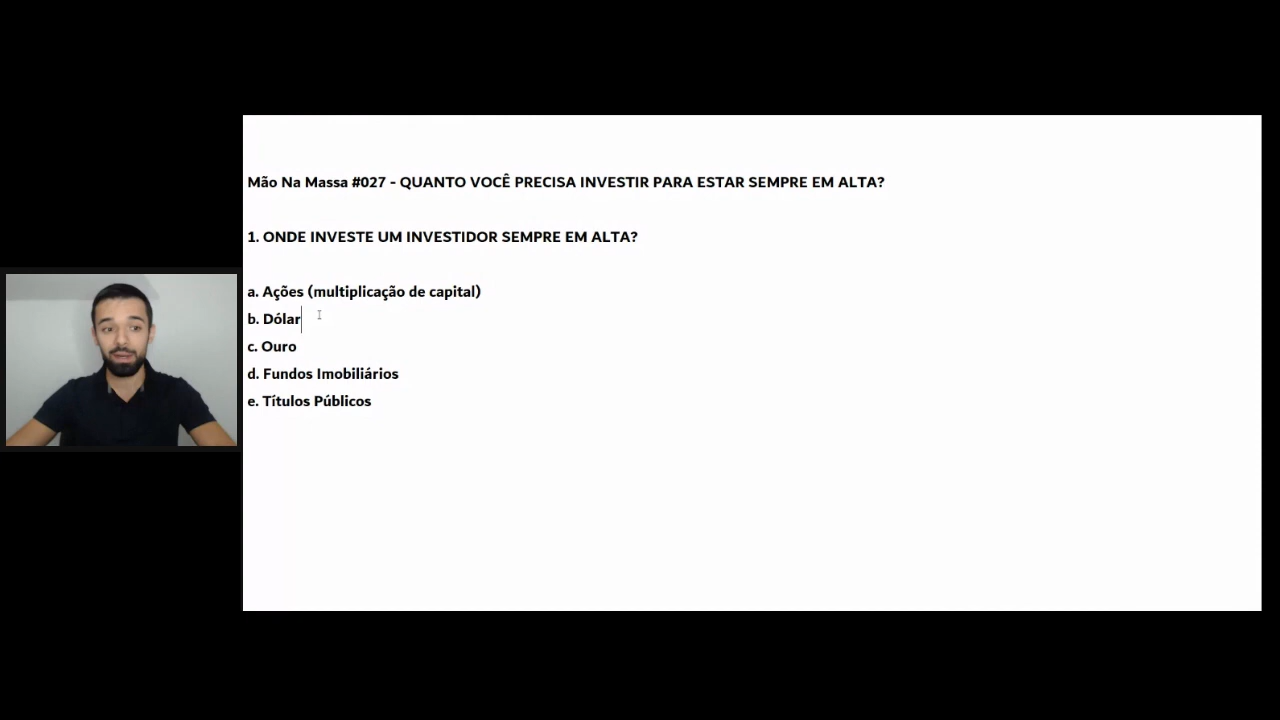 Mão Na Massa #027 - QUANTO VOCÊ PRECISA INVESTIR PARA ESTAR SEMPRE EM ALTA?
1. ONDE INVESTE UM INVESTIDOR SEMPRE EM ALTA?
a. Ações (multiplicação de capital)
b. Dólar
c. Ouro
d. Fundos Imobiliários
e. Títulos Públicos